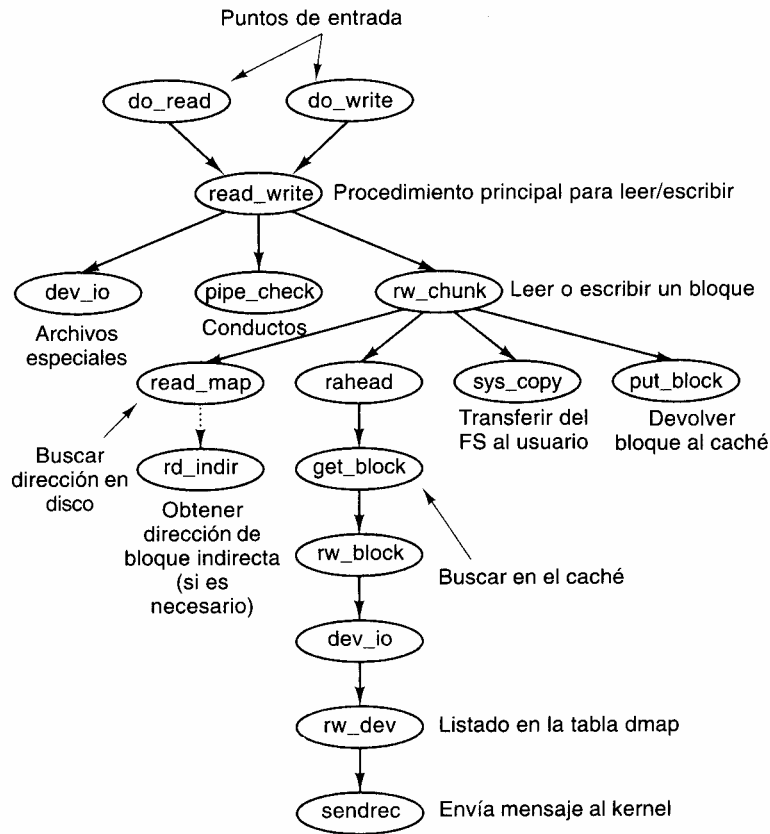 Puntos de entrada
do_read
do_write
read_write
Procedimiento principal para leer/escribir
dev_io
pipe_check
rw_chunk
Leer o escribir un bloque
Archivos
especiales
Conductos
read_map
rahead
sys_copy
put_block
Transferir del
FS al usuario
Devolver
bloque al caché
Buscar
dirección en
disco
rd_indir
get_block
Obtener
dirección de
bloque indirecta
(si es
necesario)
rw_block
Buscar en el caché
dev_io
rw_dev
Listado en la tabla dmap
sendrec
Envía mensaje al kernel